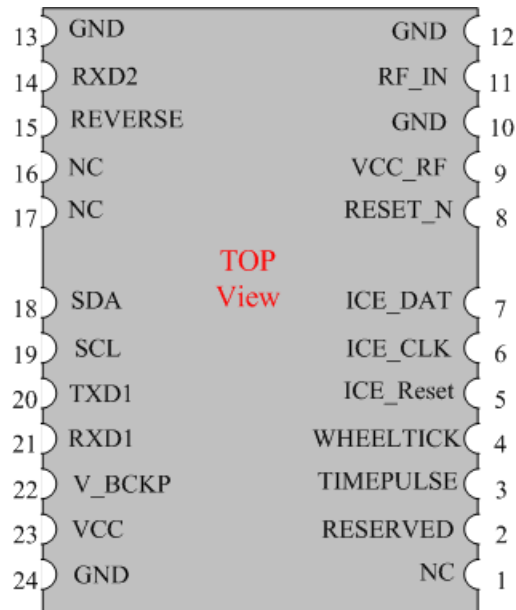 13 GND GND 12
14 RXD2 RF_IN 11
15 REVERSE GND 10
16 NC VCC_RF 9
17 NC RESET_N 8
TOP
View
18 SDA ICE_DAT 7
19 SCL ICE_CLK 6
20 TXD1 ICE_Reset 5
21 RXD1 WHEELTICK 4
22 V_BCKP TIMEPULSE 3
23 VCC RESERVED 2
24 GND NC 1